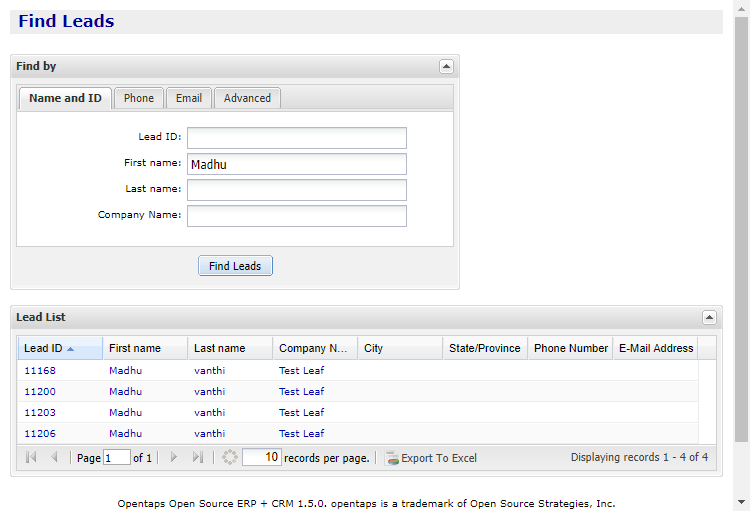 Find Leads
Find by
Name and ID Phone Email Advanced
Lead ID:
First name: Madhu
Last name:
Company Name:
Find Leads
Lead List
Lead ID First name Last name Company N... City State/Province Phone Number E-Mail Address
11168 Madhu vanthi Test Leaf
11200 Madhu vanthi Test Leaf
11203 Madhu vanthi Test Leaf
11206 Madhu vanthi Test Leaf
Page 1 of 1 10 records per page. Export To Excel Displaying records 1 - 4 of 4
Opentaps Open Source ERP + CRM 1.5.0. opentaps is a trademark of Open Source Strategies, Inc.